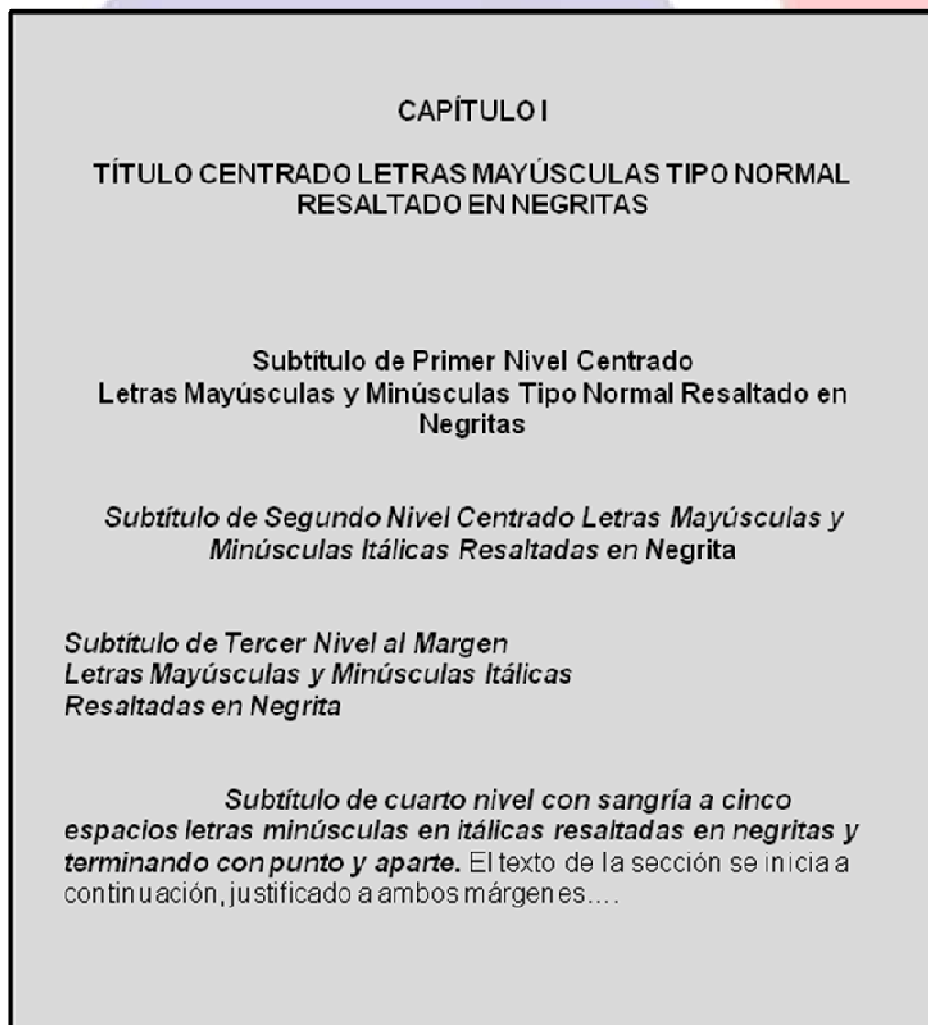 CAPÍTULO I
TÍTULO CENTRADO LETRAS MAYÚSCULAS TIPO NORMAL
RESALTADO EN NEGRITAS
Subtítulo de Primer Nivel Centrado
Letras Mayúsculas y Minúsculas Tipo Normal Resaltado en
Negritas
Subtítulo de Segundo Nivel Centrado Letras Mayúsculas y
Minúsculas Itálicas Resaltadas en Negrita
Subtítulo de Tercer Nivel al Margen
Letras Mayúsculas y Minúsculas Itálicas
Resaltadas en Negrita
Subtítulo de cuarto nivel con sangría a cinco
espacios letras minúsculas en itálicas resaltadas en negritas y
terminando con punto y aparte. El texto de la sección se inicia a
continuación, justificado a ambos márgenes....